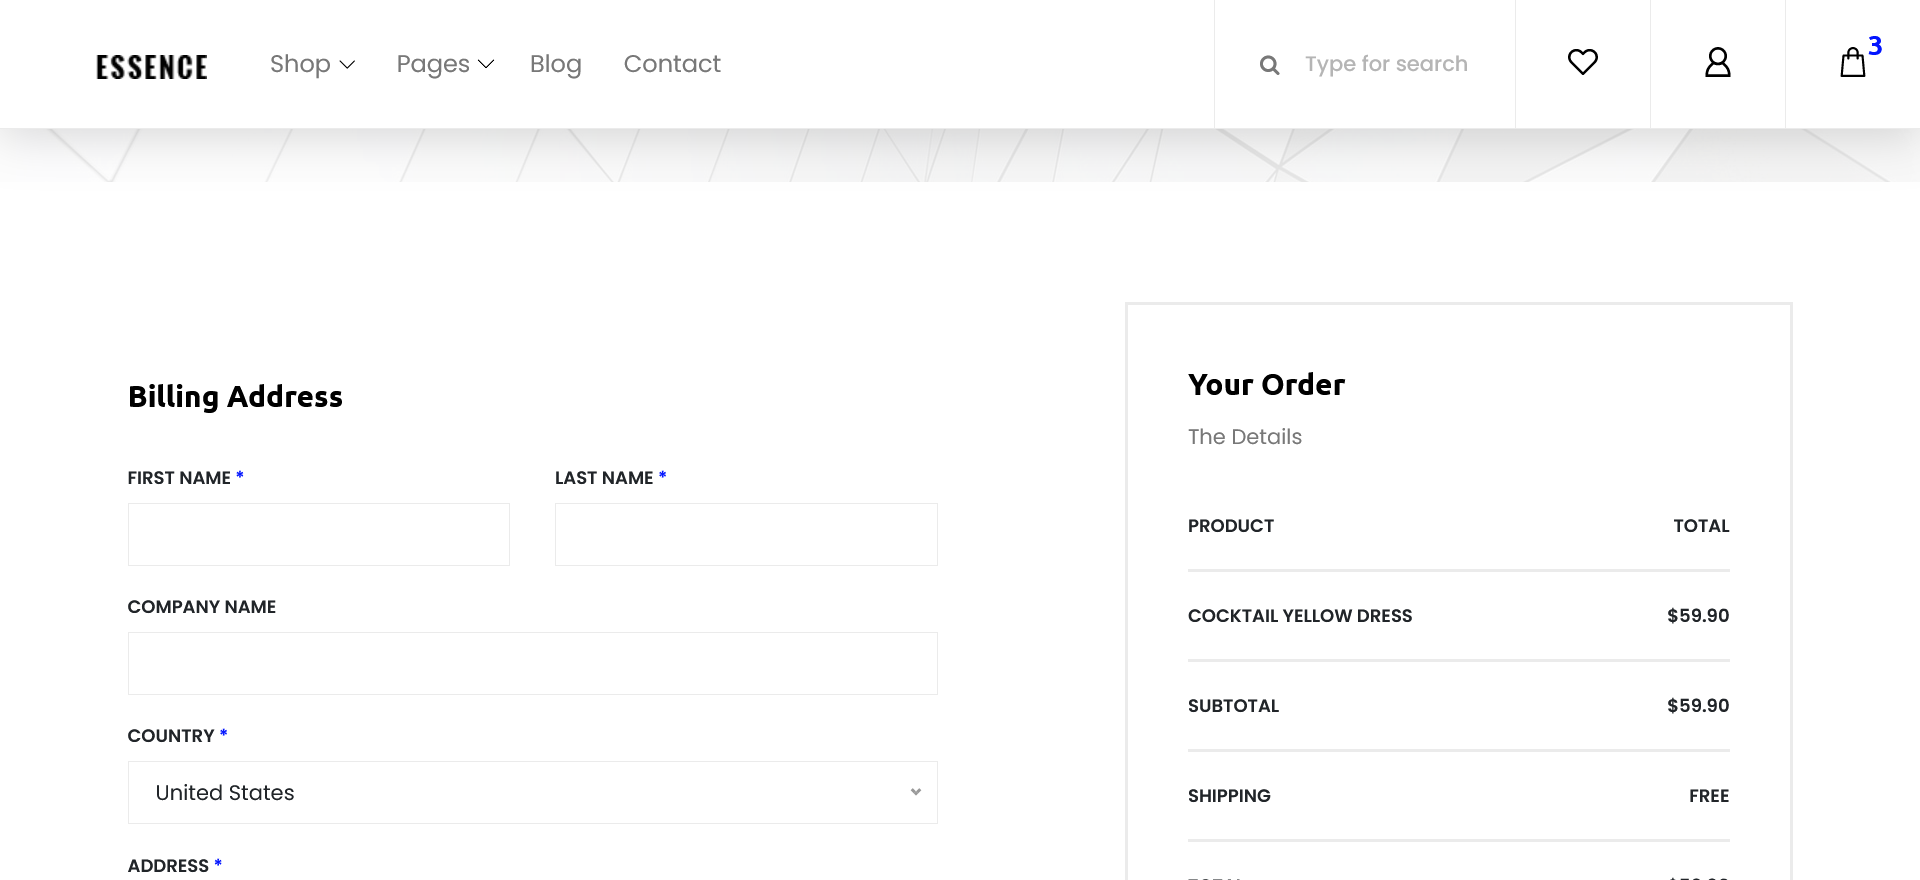 ESSENCE
Shop
Pages
Blog
Contact
Type for search
3
Billing Address
FIRST NAME *
LAST NAME *
COMPANY NAME
COUNTRY *
United States
ADDRESS *
Your Order
The Details
PRODUCT TOTAL
COCKTAIL YELLOW DRESS $59.90
SUBTOTAL $59.90
SHIPPING FREE